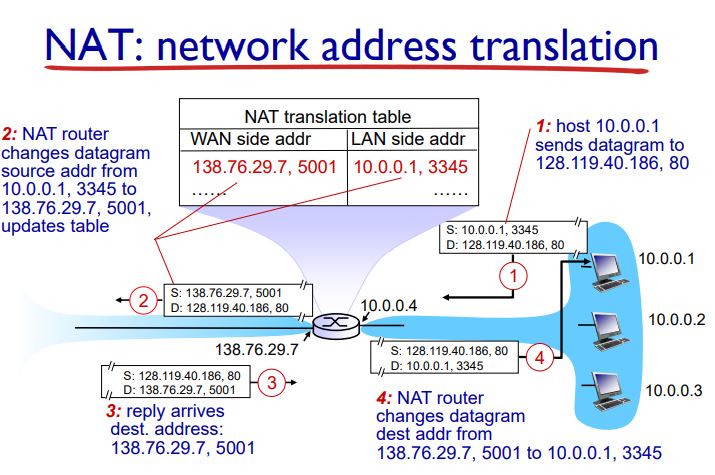 NAT: network address translation
NAT translation table
WAN side addr LAN side addr
138.76.29.7, 5001 10.0.0.1, 3345
…… ……
2: NAT router
changes datagram
source addr from
10.0.0.1, 3345 to
138.76.29.7, 5001,
updates table
1: host 10.0.0.1
sends datagram to
128.119.40.186, 80
S: 10.0.0.1, 3345
D: 128.119.40.186, 80
1
10.0.0.1
S: 138.76.29.7, 5001
D: 128.119.40.186, 80
2
10.0.0.4
10.0.0.2
138.76.29.7
S: 128.119.40.186, 80
D: 10.0.0.1, 3345
4
S: 128.119.40.186, 80
D: 138.76.29.7, 5001
3
10.0.0.3
3: reply arrives
dest. address:
138.76.29.7, 5001
4: NAT router
changes datagram
dest addr from
138.76.29.7, 5001 to 10.0.0.1, 3345